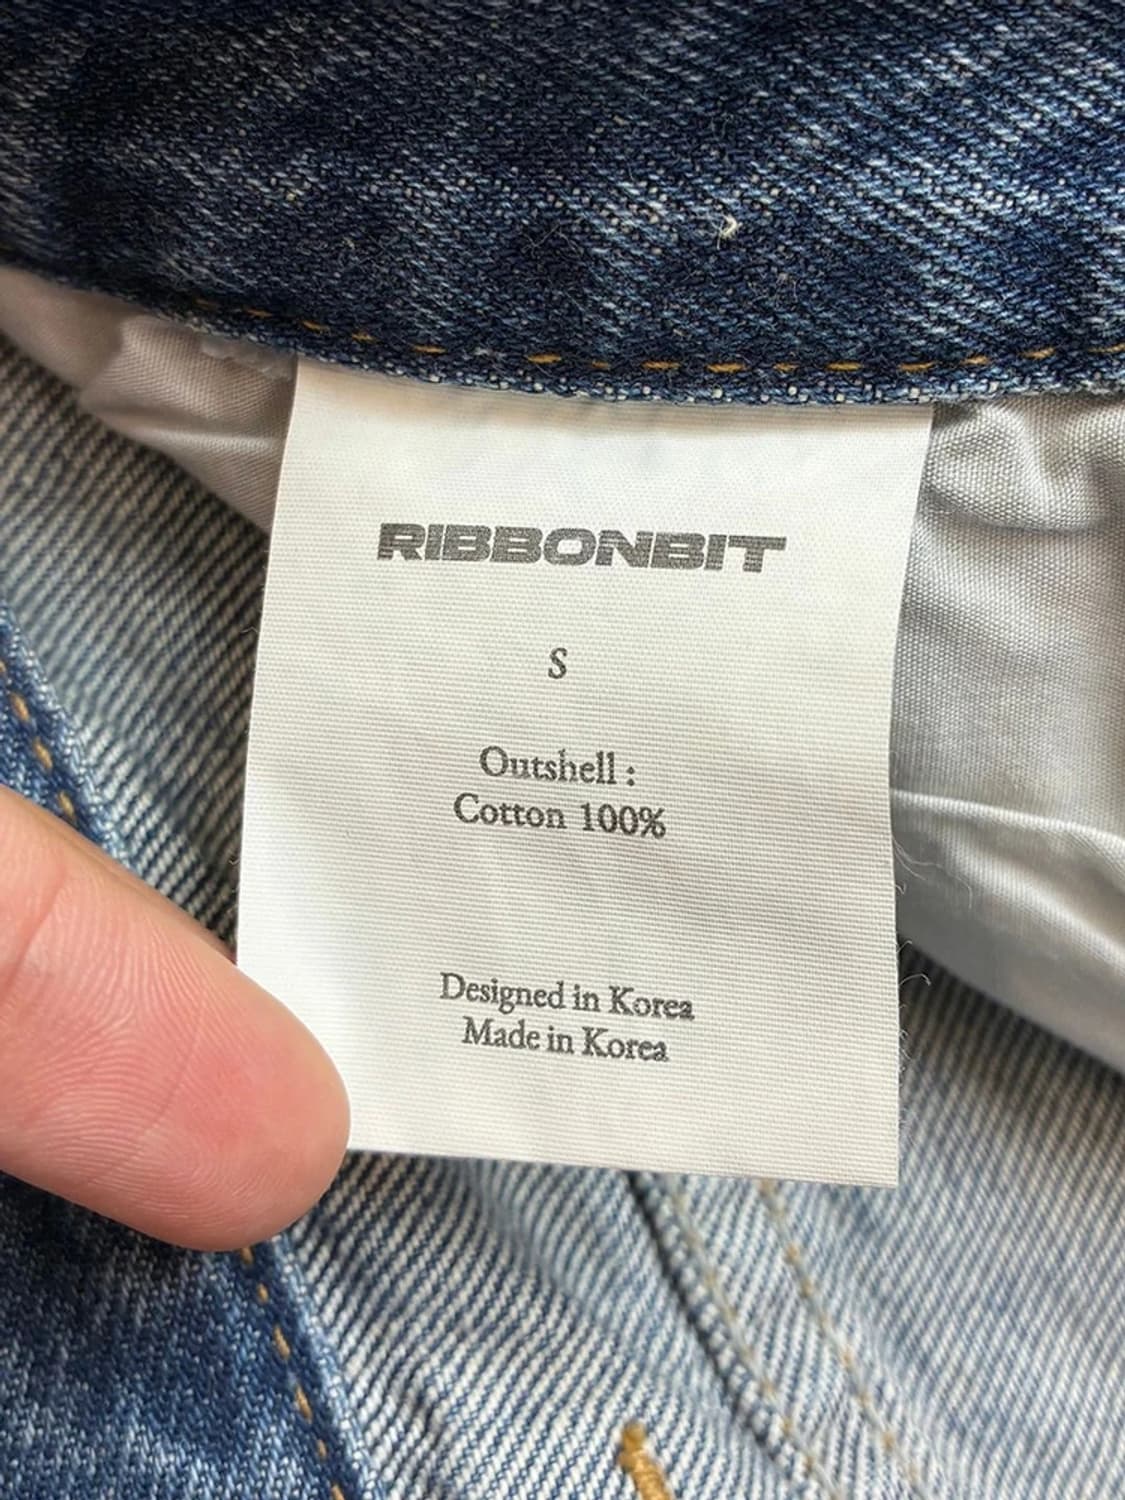 RIBBONBIT
S
Outshell :
Cotton 100%
Designed in Korea
Made in Korea